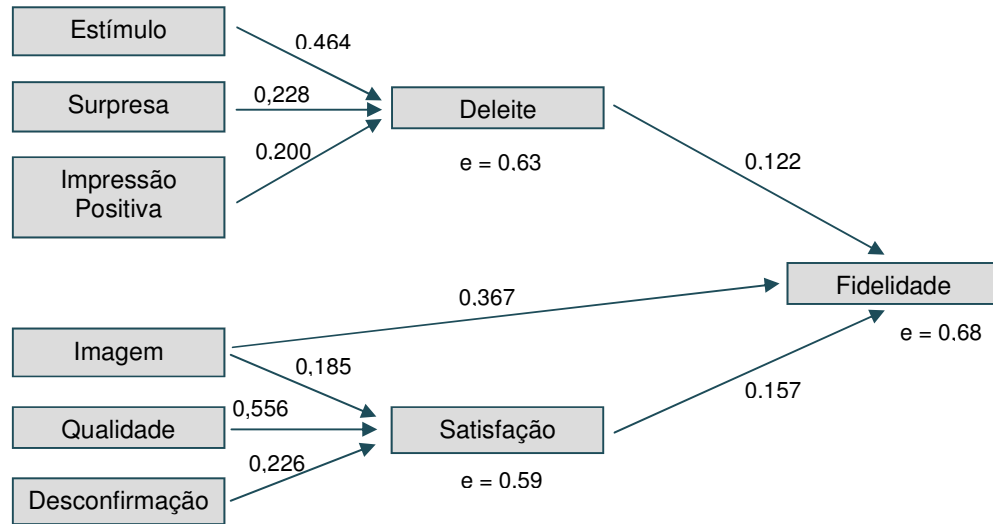 Estímulo
0,464
Surpresa
0,228
Deleite
Impressão
Positiva
0,200
e = 0,63
0,122
Fidelidade
e = 0,68
0,367
Imagem
0,185
0,157
Qualidade
0,556
Satisfação
Desconfirmação
0,226
e = 0,59